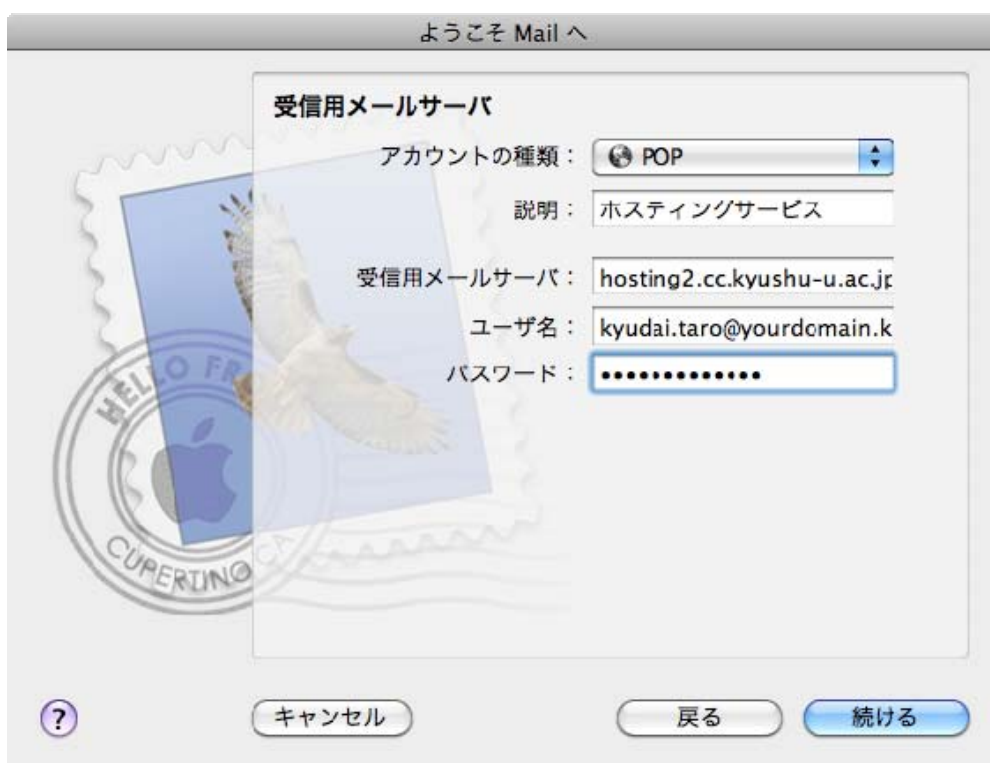 ようこそ Mail へ
受信用メールサーバ
アカウントの種類： POP
説明： ホスティングサービス
受信用メールサーバ： hosting2.cc.kyushu-u.ac.jp
ユーザ名： kyudai.taro@yourdomain.k
パスワード： •••••••••••••
HELLO FR
CUPERTINO CA
? キャンセル 戻る 続ける